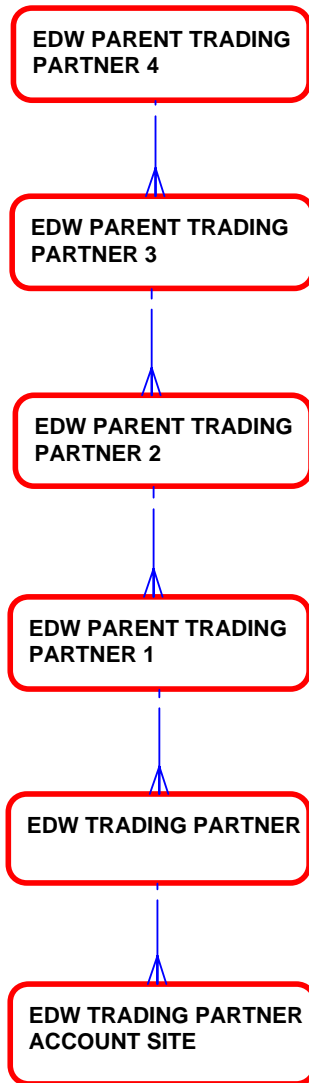 EDW PARENT TRADING
PARTNER 4
EDW PARENT TRADING
PARTNER 3
EDW PARENT TRADING
PARTNER 2
EDW PARENT TRADING
PARTNER 1
EDW TRADING PARTNER
EDW TRADING PARTNER
ACCOUNT SITE